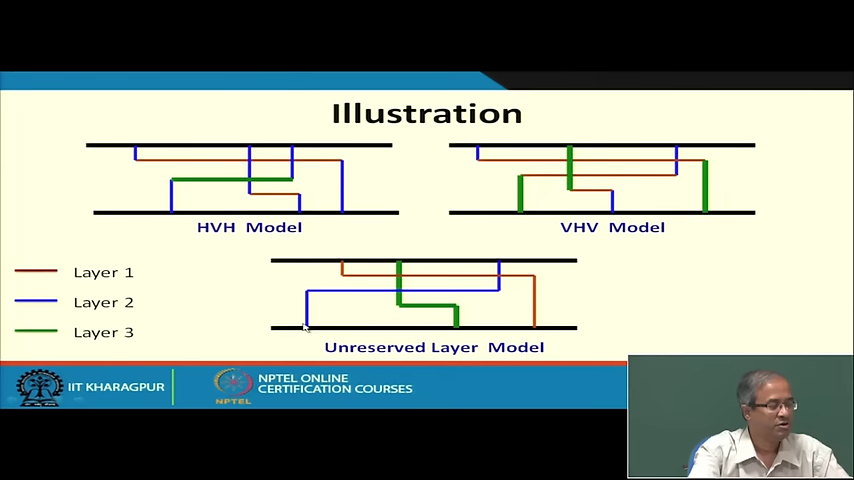 Illustration
HVH Model
VHV Model
Layer 1
Layer 2
Layer 3
Unreserved Layer Model
IIT KHARAGPUR
NPTEL
NPTEL ONLINE
CERTIFICATION COURSES